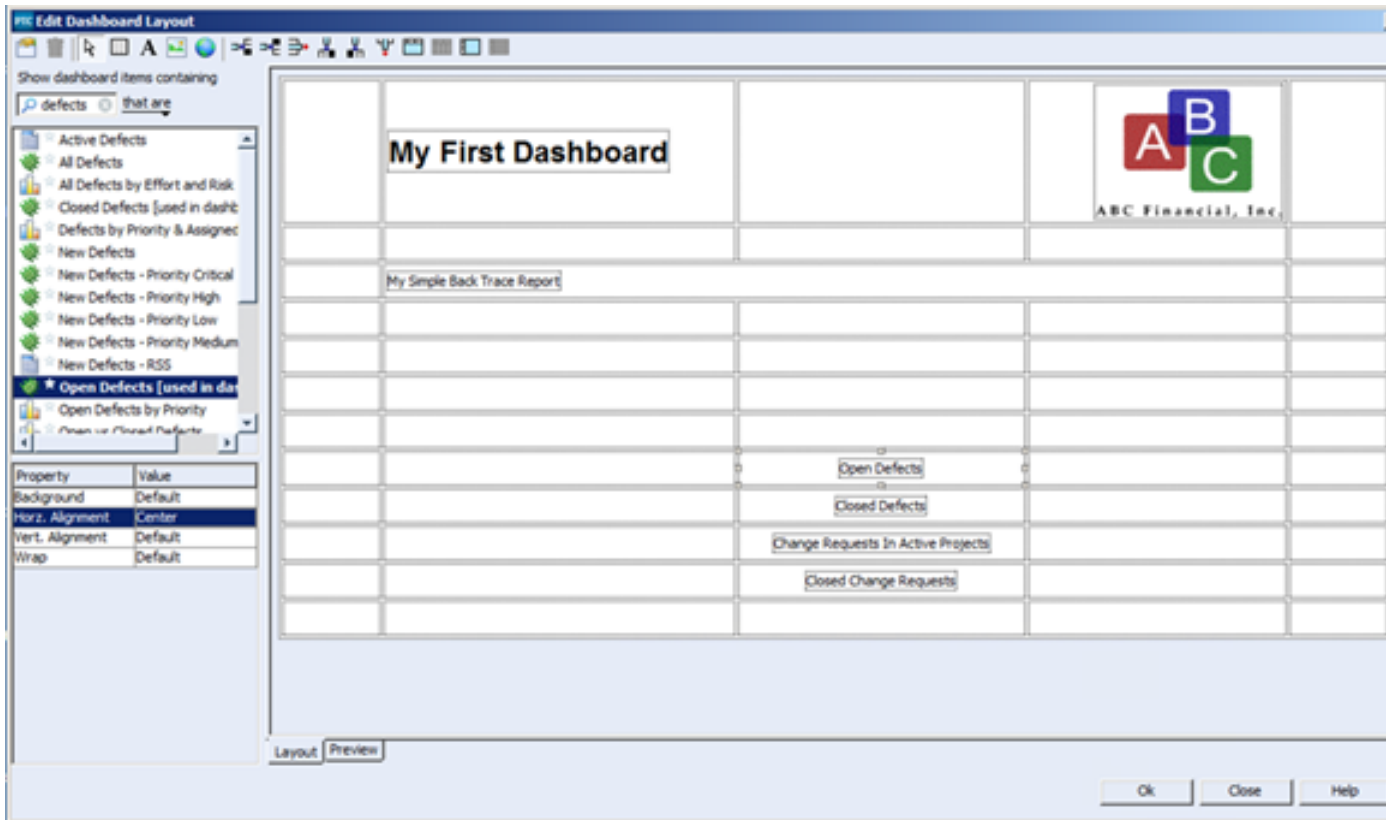 PTC Edit Dashboard Layout
A
Show dashboard items containing
defects that are
Active Defects
All Defects
All Defects by Effort and Risk
Closed Defects [used in dashb
Defects by Priority & Assigned
New Defects
New Defects - Priority Critical
New Defects - Priority High
New Defects - Priority Low
New Defects - Priority Medium
New Defects - RSS
Open Defects [used in das
Open Defects by Priority
Open vs Closed Defects
Property Value
Background Default
Horz. Alignment Center
Vert. Alignment Default
Wrap Default
My First Dashboard
A B C
ABC Financial, Inc.
My Simple Back Trace Report
Open Defects
Closed Defects
Change Requests In Active Projects
Closed Change Requests
Layout Preview
Ok Close Help